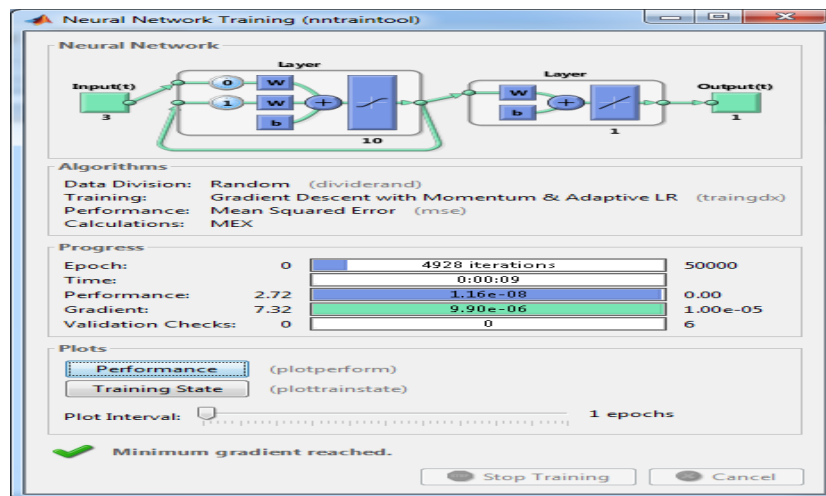 Neural Network Training (nntraintool)
Neural Network
Layer
Layer
Input(t)
0
W
1
W
b
W
b
Output(t)
3
10
1
1
Algorithms
Data Division: Random (dividerand)
Training: Gradient Descent with Momentum & Adaptive LR (traingdx)
Performance: Mean Squared Error (mse)
Calculations: MEX
Progress
Epoch: 0 4928 iterations 50000
Time: 0:00:09
Performance: 2.72 1.16e-08 0.00
Gradient: 7.32 9.90e-06 1.00e-05
Validation Checks: 0 0 6
Plots
Performance (plotperform)
Training State (plottrainstate)
Plot Interval: 1 epochs
Minimum gradient reached.
Stop Training Cancel